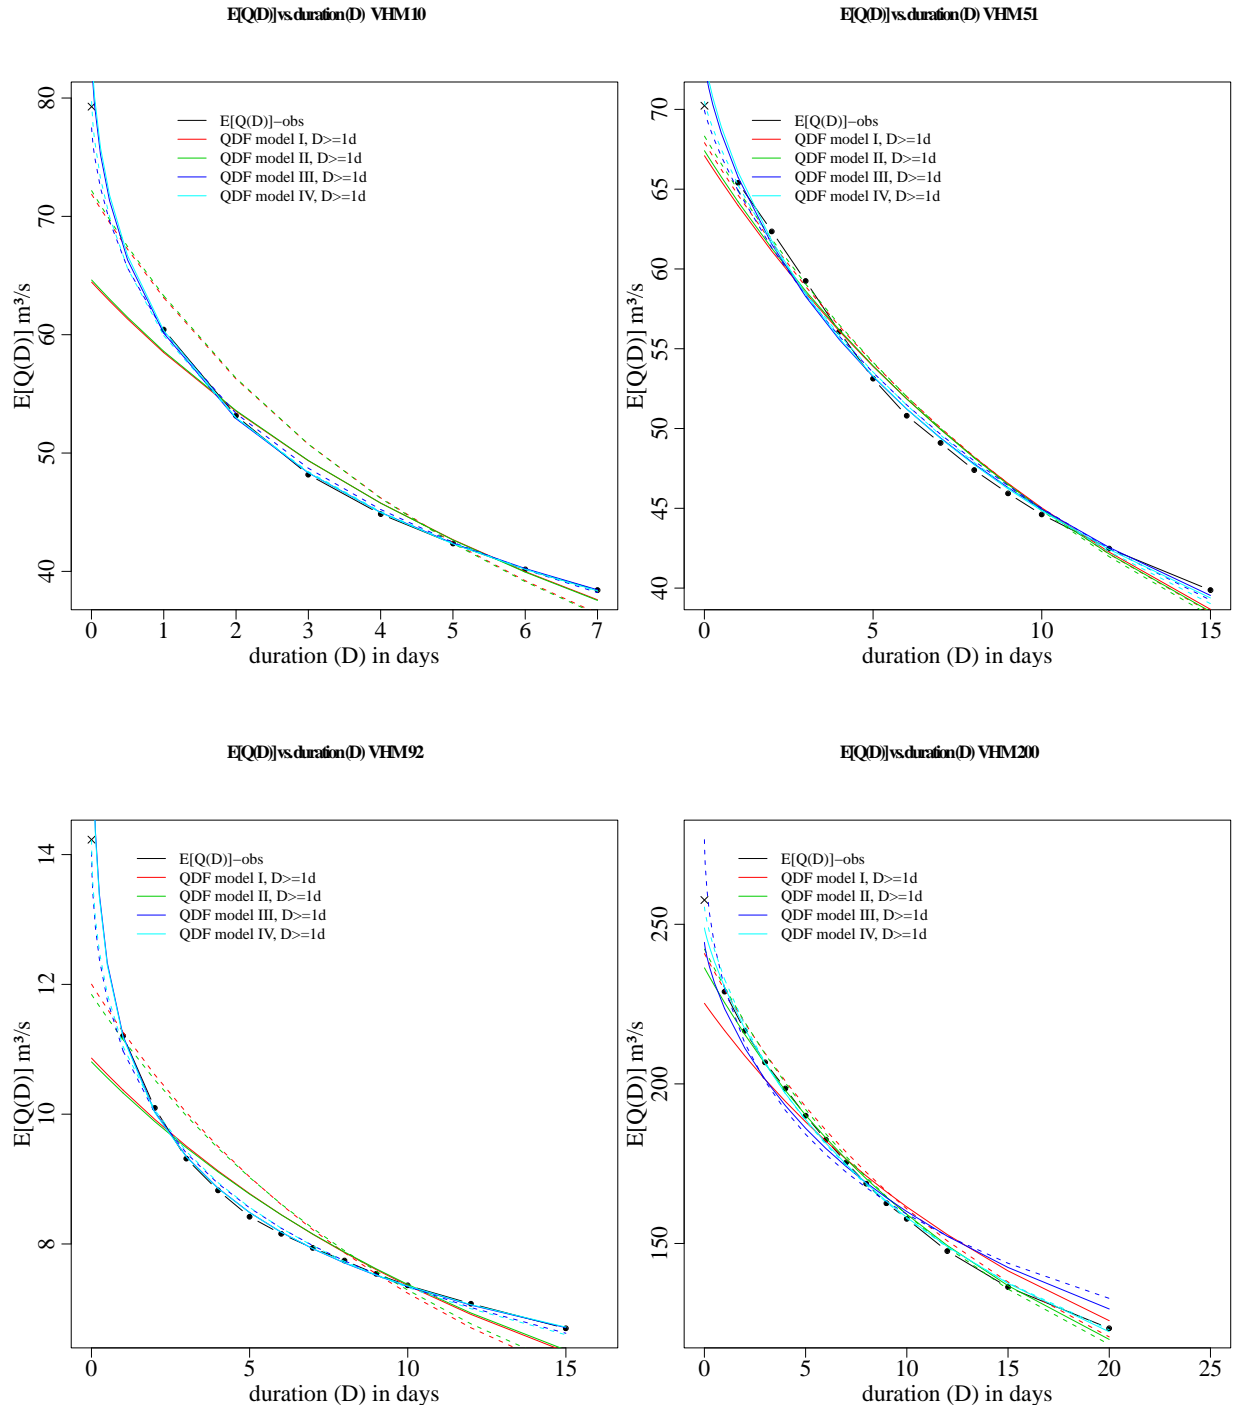 E[Q(D)] vs. duration (D) VHM10
80
70
60
50
40
E[Q(D)] m³/s
E[Q(D)]−obs
QDF model I, D>=1d
QDF model II, D>=1d
QDF model III, D>=1d
QDF model IV, D>=1d
0 1 2 3 4 5 6 7
duration (D) in days
E[Q(D)] vs. duration (D) VHM51
70
65
60
55
50
45
40
E[Q(D)] m³/s
E[Q(D)]−obs
QDF model I, D>=1d
QDF model II, D>=1d
QDF model III, D>=1d
QDF model IV, D>=1d
0 5 10 15
duration (D) in days
E[Q(D)] vs. duration (D) VHM92
14
12
10
8
E[Q(D)] m³/s
E[Q(D)]−obs
QDF model I, D>=1d
QDF model II, D>=1d
QDF model III, D>=1d
QDF model IV, D>=1d
0 5 10 15
duration (D) in days
E[Q(D)] vs. duration (D) VHM200
250
200
150
E[Q(D)] m³/s
E[Q(D)]−obs
QDF model I, D>=1d
QDF model II, D>=1d
QDF model III, D>=1d
QDF model IV, D>=1d
0 5 10 15 20 25
duration (D) in days